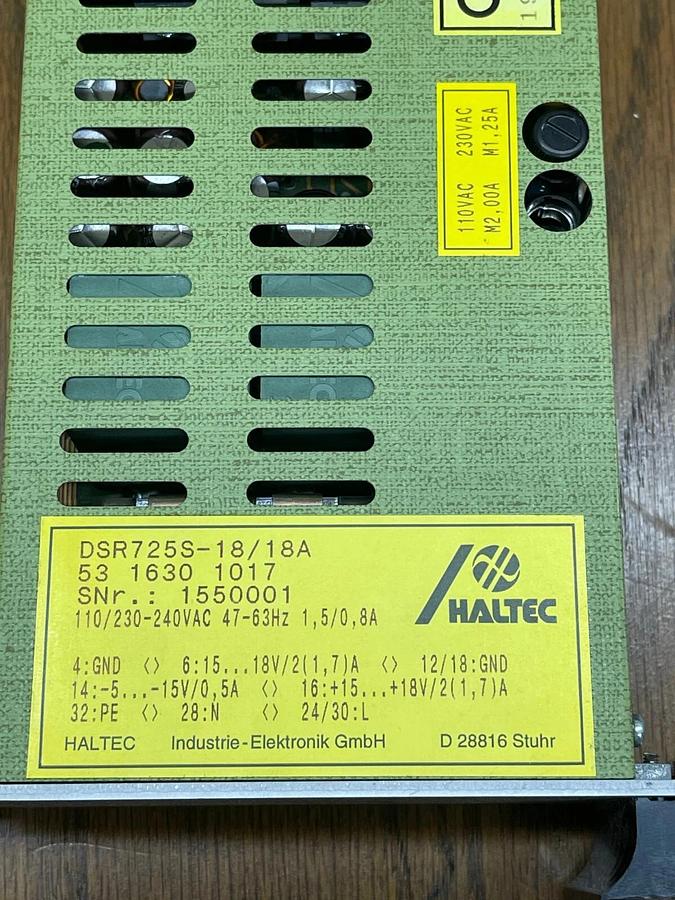 230VAC
M1,25A
110VAC
M2,00A
DSR725S-18/18A
53 1630 1017
SNr.: 1550001
110/230-240VAC 47-63Hz 1,5/0,8A
HALTEC
4:GND <> 6:15...18V/2(1,7)A <> 12/18:GND
14:-5...-15V/0,5A <> 16:+15...+18V/2(1,7)A
32:PE <> 28:N <> 24/30:L
HALTEC Industrie-Elektronik GmbH D 28816 Stuhr